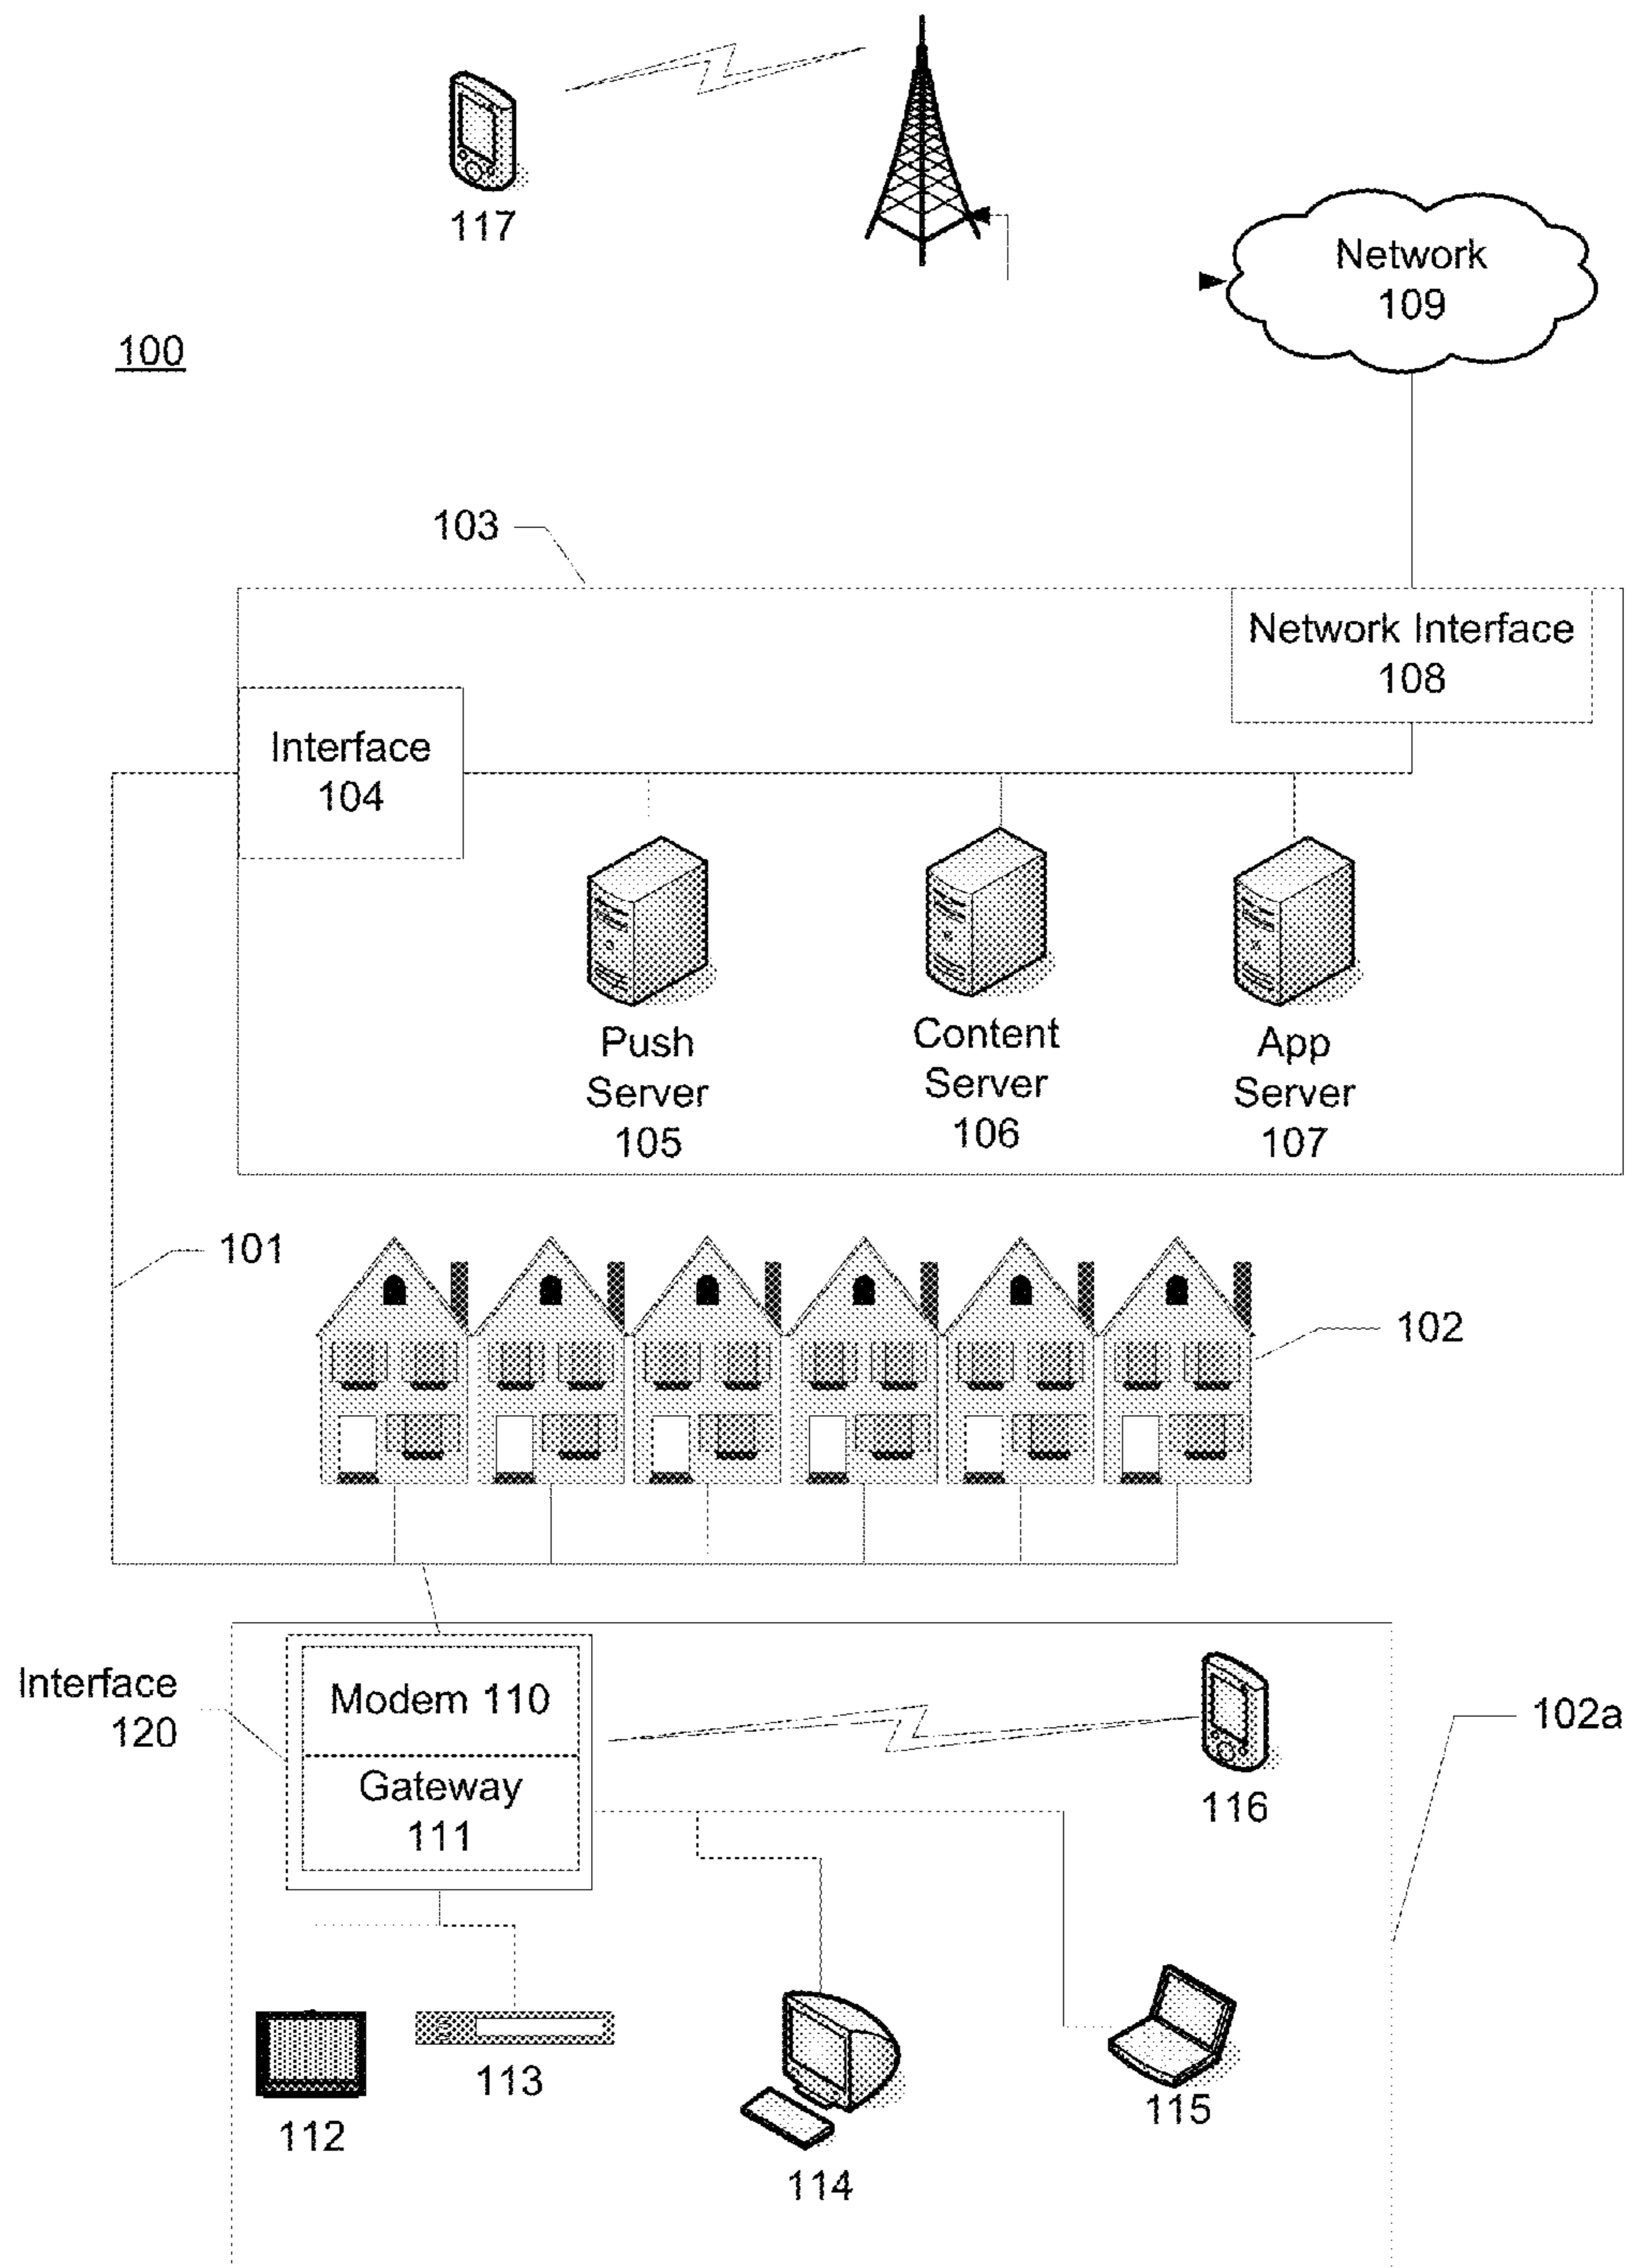 117
Network
109
100
103
Network Interface
108
Interface
104
Push
Server
105
Content
Server
106
App
Server
107
101
102
Interface
120
Modem 110
Gateway
111
116
102a
112
113
114
115